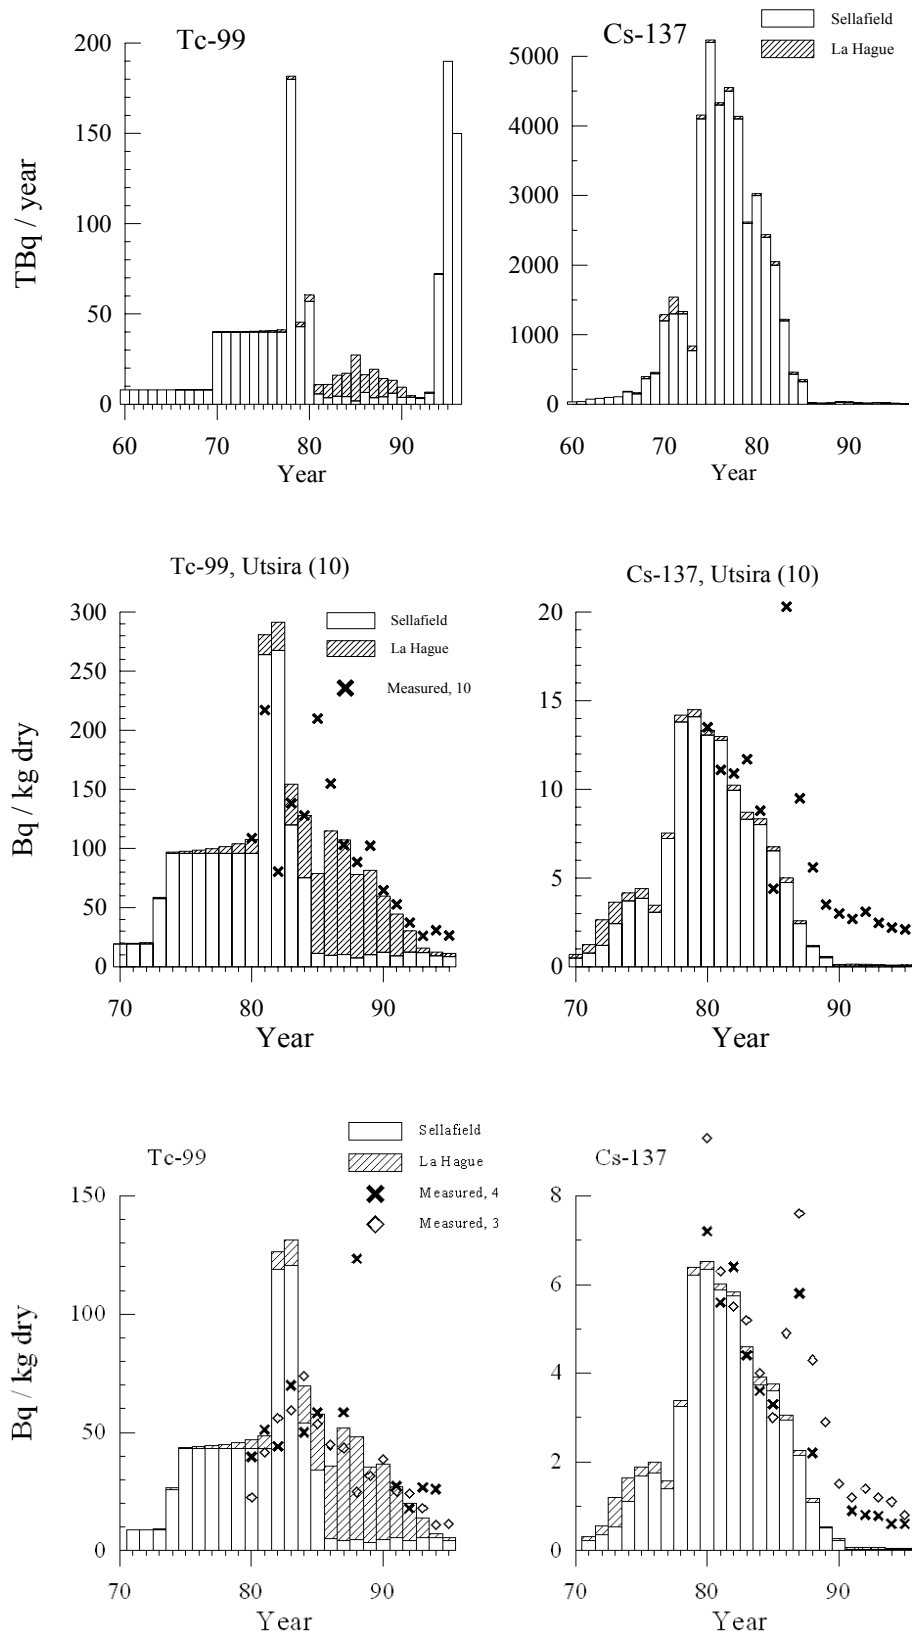 Tc-99
Cs-137
Sellafield
La Hague
TBq / year
200
150
100
50
0
60 70 80 90
Year
5000
4000
3000
2000
1000
0
60 70 80 90
Year
Tc-99, Utsira (10)
Cs-137, Utsira (10)
Bq / kg dry
300
250
200
150
100
50
0
Sellafield
La Hague
Measured, 10
70 80 90
Year
20
15
10
5
0
70 80 90
Year
Tc-99
Sellafield
La Hague
Measured, 4
Measured, 3
Cs-137
Bq / kg dry
150
100
50
0
70 80 90
Year
8
6
4
2
0
70 80 90
Year